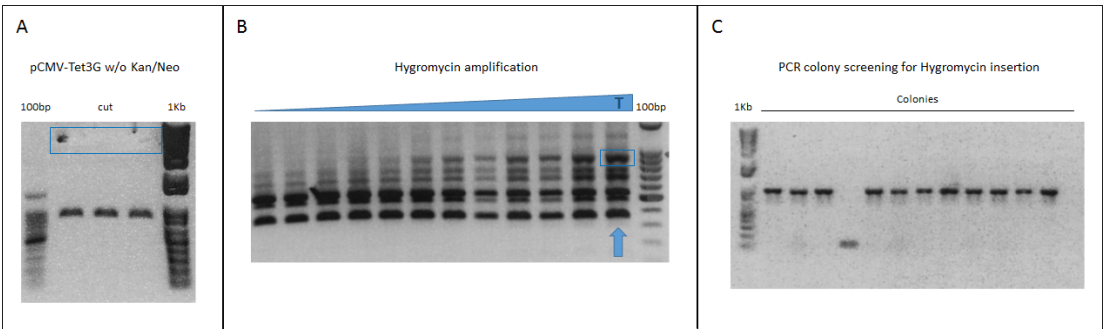 A
pCMV-Tet3G w/o Kan/Neo
100bp cut 1Kb
B
Hygromycin amplification
T
100bp
C
PCR colony screening for Hygromycin insertion
Colonies
1Kb